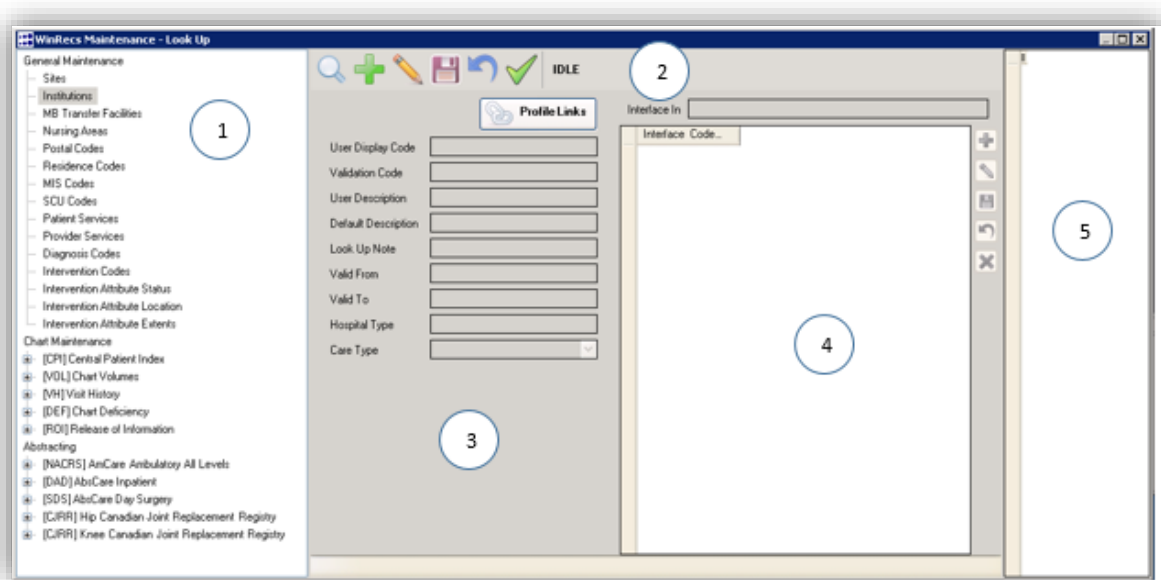 WinRecs Maintenance - Look Up
General Maintenance
Sites
Institutions
MB Transfer Facilities
Nursing Areas
Postal Codes
Residence Codes
MIS Codes
SCU Codes
Patient Services
Provider Services
Diagnosis Codes
Intervention Codes
Intervention Attribute Status
Intervention Attribute Location
Intervention Attribute Extents
Chart Maintenance
[CPI] Central Patient Index
[VOL] Chart Volumes
[VH] Visit History
[DEF] Chart Deficiency
[ROI] Release of Information
Abstracting
[NACRS] AmCare Ambulatory All Levels
[DAD] AbsCare Inpatient
[SDS] AbsCare Day Surgery
[CJRR] Hip Canadian Joint Replacement Registry
[CJRR] Knee Canadian Joint Replacement Registry
1
IDLE
2
Profile Links
User Display Code
Validation Code
User Description
Default Description
Look Up Note
Valid From
Valid To
Hospital Type
Care Type
3
Interface In
Interface Code...
4
5